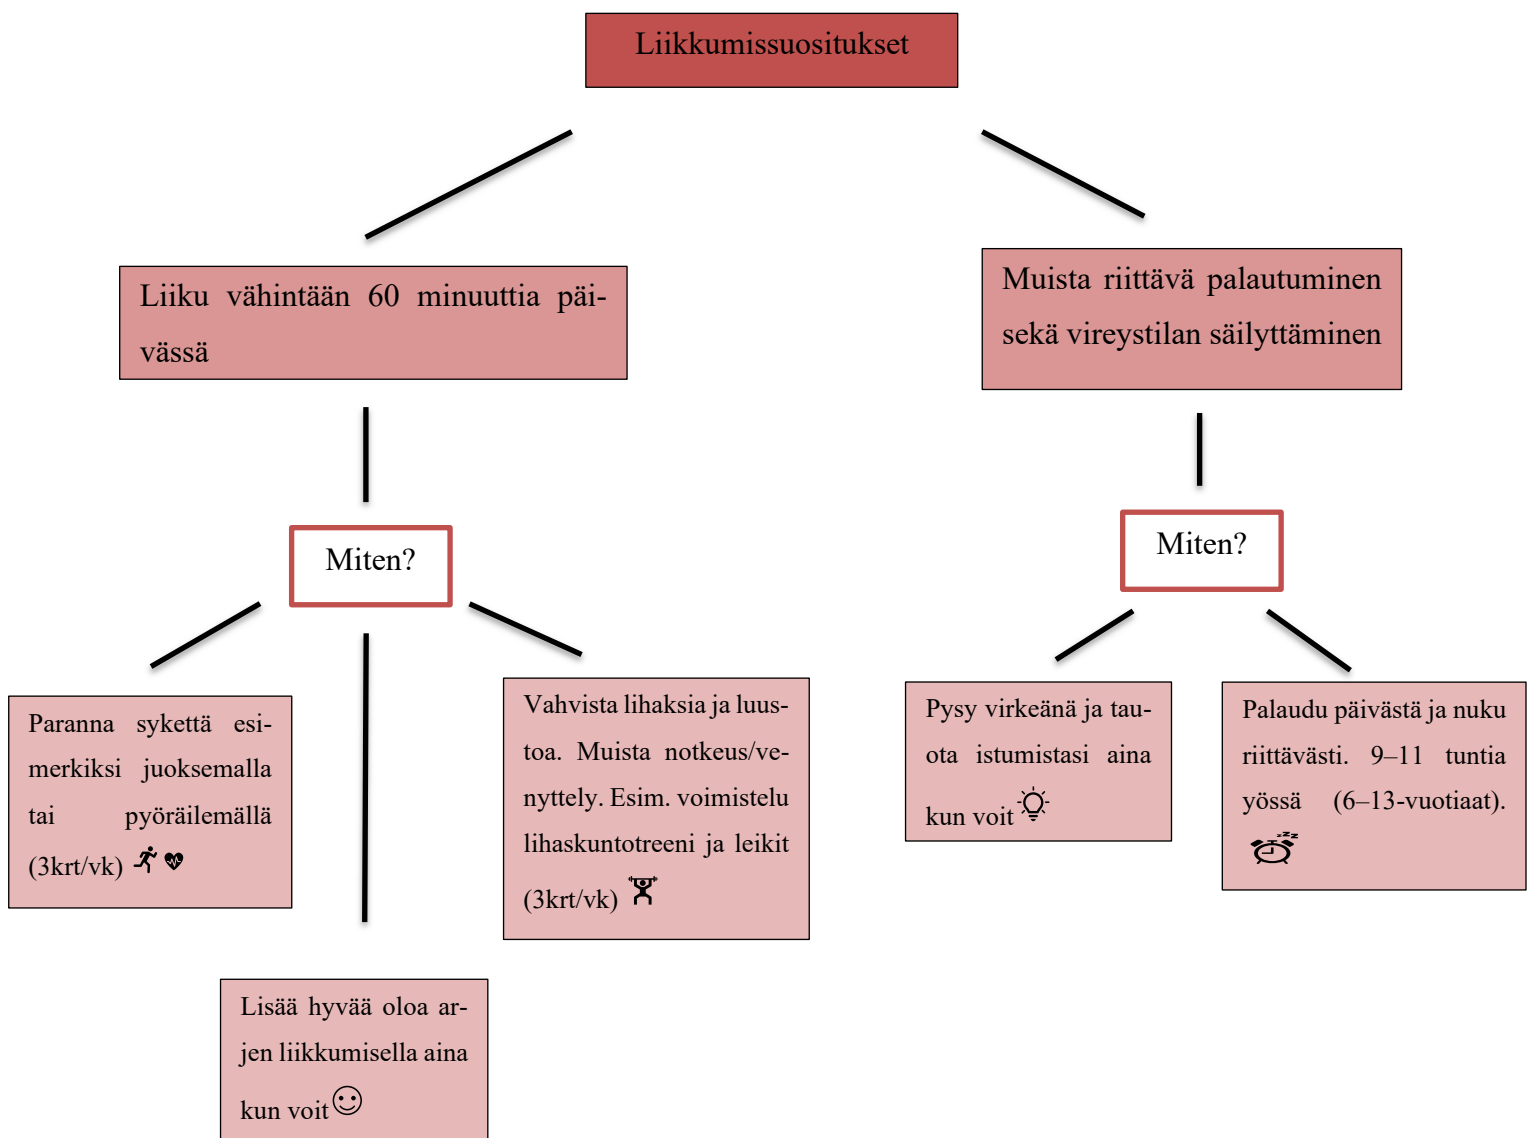 Liikkumissuositukset
Liiku vähintään 60 minuuttia päi-
vässä
Muista riittävä palautuminen
sekä vireystilan säilyttäminen
Miten?
Miten?
Paranna sykettä esi-
merkiksi juoksemalla
tai pyöräilemällä
(3krt/vk)
Vahvista lihaksia ja luus-
toa. Muista notkeus/ve-
nyttely. Esim. voimistelu
lihaskuntotreeni ja leikit
(3krt/vk)
Pysy virkeänä ja tau-
ota istumistasi aina
kun voit
Palaudu päivästä ja nuku
riittävästi. 9–11 tuntia
yössä (6–13-vuotiaat).
Lisää hyvää oloa ar-
jen liikkumisella aina
kun voit